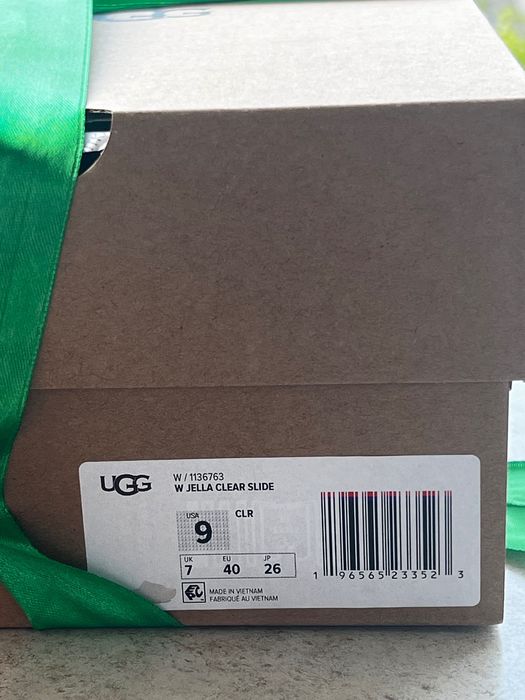 UGG
UGG
W / 1136763
W JELLA CLEAR SLIDE
USA
9
CLR
UK EU JP
7 40 26
MADE IN VIETNAM
FABRIQUÉ AU VIETNAM
1 96565 23352 3